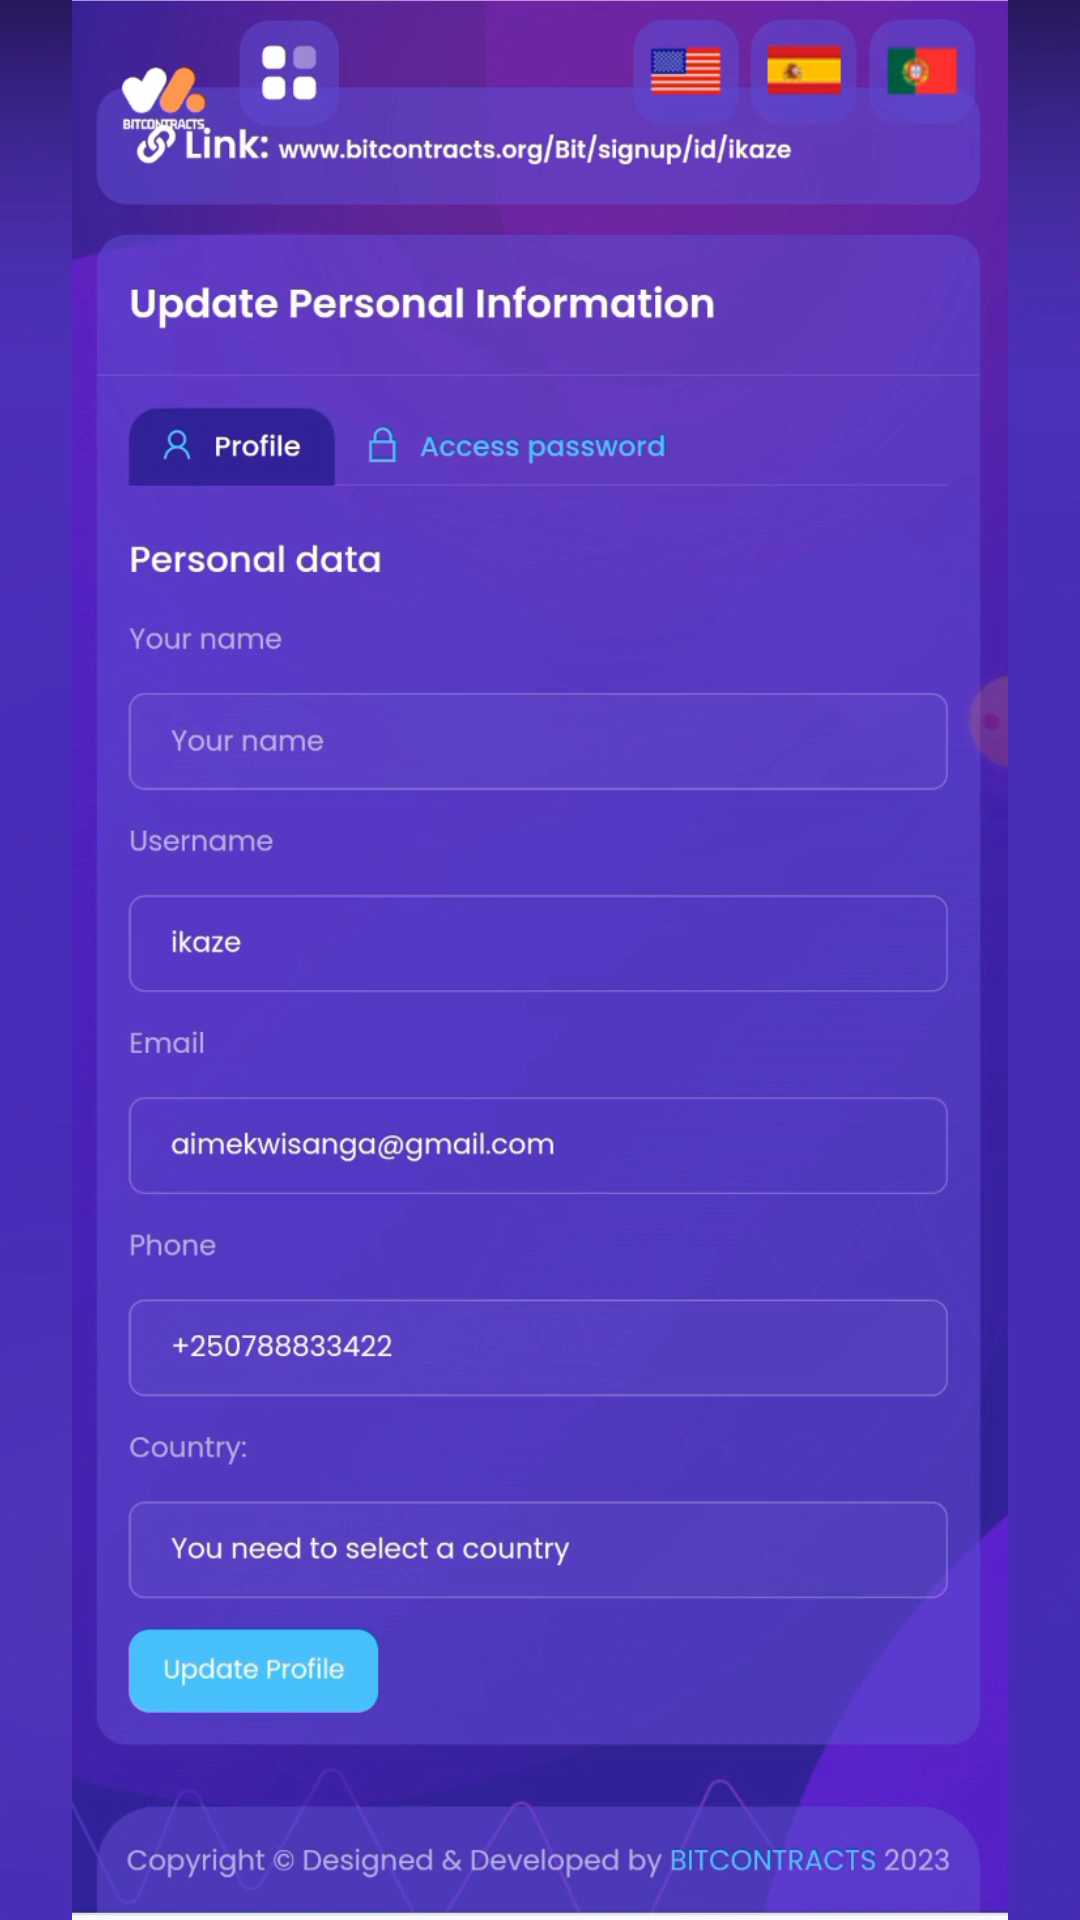 BITCONTRACTS
Link: www.bitcontracts.org/Bit/signup/id/ikaze
Update Personal Information
Profile
Access password
Personal data
Your name
Your name
Username
ikaze
Email
aimekwisanga@gmail.com
Phone
+250788833422
Country:
You need to select a country
Update Profile
Copyright © Designed & Developed by BITCONTRACTS 2023